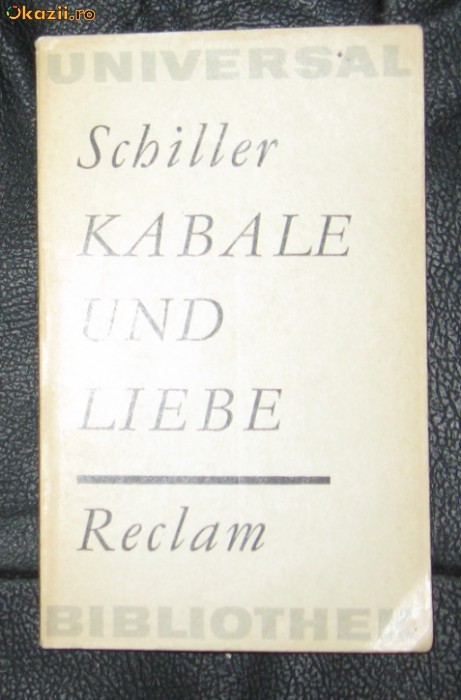 Okazii.ro
UNIVERSAL
Schiller
KABALE
UND
LIEBE
Reclam
BIBLIOTHEK